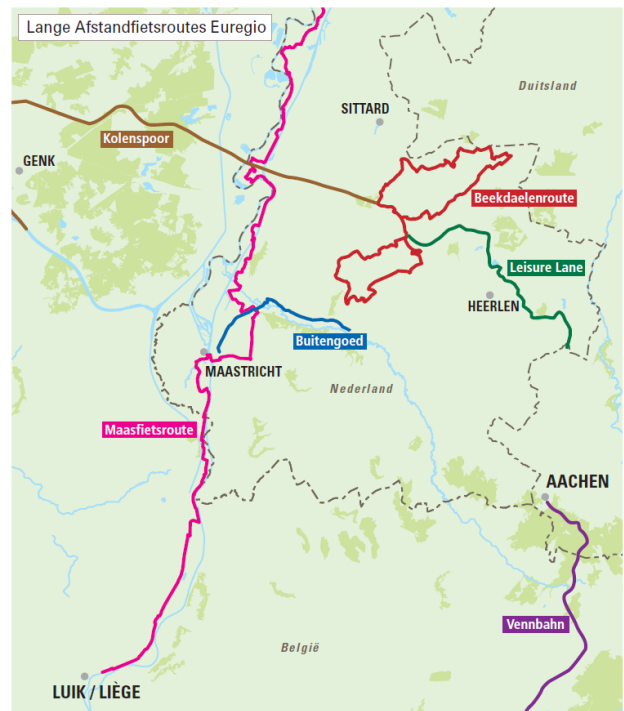 Lange Afstandfietsroutes Euregio
Duitsland
SITTARD
Kolenspoor
GENK
Beekdaelenroute
Leisure Lane
HEERLEN
Buitengoed
MAASTRICHT
Nederland
Maasfietsroute
AACHEN
Vennbahn
België
LUIK / LIÈGE